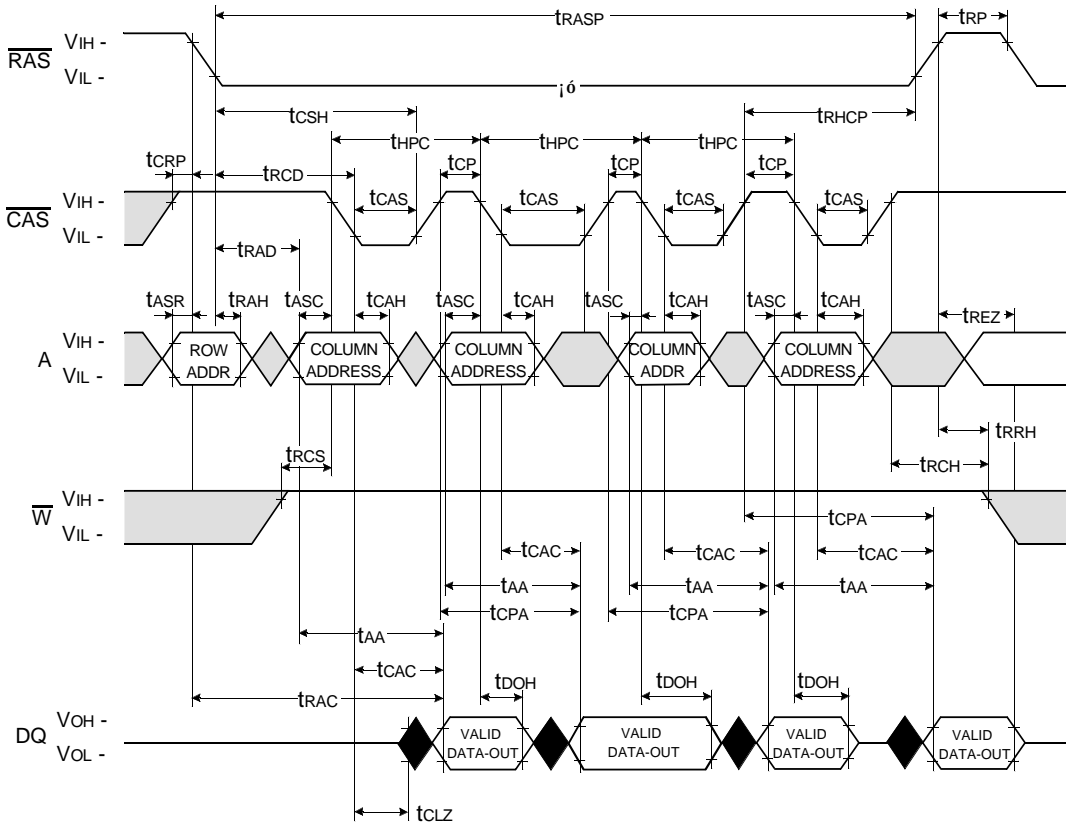 tRASP
tRP
RAS
VIH -
VIL -
¡ó
tCSH
tRHCP
tHPC
tHPC
tHPC
tCRP
tRCD
tCP
tCP
tCP
CAS
VIH -
VIL -
tCAS
tCAS
tCAS
tCAS
tRAD
tASR
tRAH
tASC
tCAH
tASC
tCAH
tASC
tCAH
tASC
tCAH
tREZ
A
VIH -
VIL -
ROW
ADDR
COLUMN
ADDRESS
COLUMN
ADDRESS
COLUMN
ADDR
COLUMN
ADDRESS
tRRH
tRCS
tRCH
W
VIH -
VIL -
tCPA
tCAC
tCAC
tCAC
tAA
tAA
tAA
tCPA
tCPA
tAA
tCAC
tRAC
tDOH
tDOH
tDOH
DQ
VOH -
VOL -
VALID
DATA-OUT
VALID
DATA-OUT
VALID
DATA-OUT
VALID
DATA-OUT
tCLZ